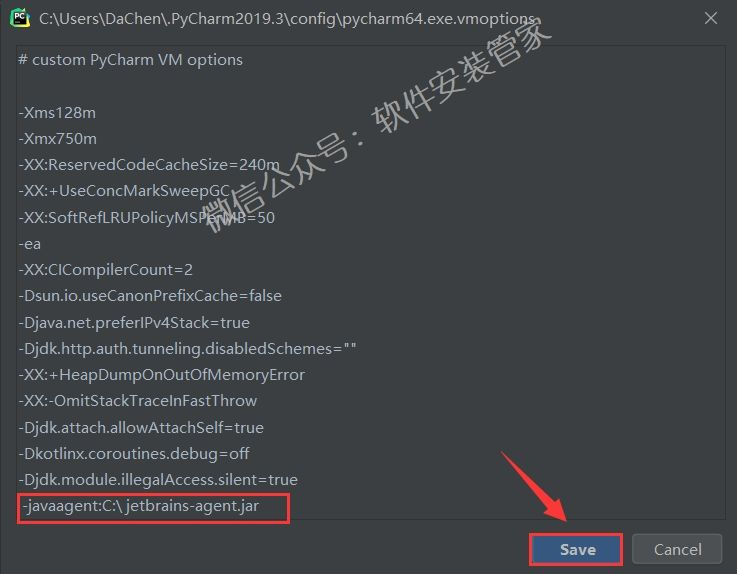 PC
C:\Users\DaChen\.PyCharm2019.3\config\pycharm64.exe.vmoptions
# custom PyCharm VM options
-Xms128m
-Xmx750m
-XX:ReservedCodeCacheSize=240m
-XX:+UseConcMarkSweepGC
-XX:SoftRefLRUPolicyMSPerMB=50
-ea
-XX:CICompilerCount=2
-Dsun.io.useCanonPrefixCache=false
-Djava.net.preferIPv4Stack=true
-Djdk.http.auth.tunneling.disabledSchemes=""
-XX:+HeapDumpOnOutOfMemoryError
-XX:-OmitStackTraceInFastThrow
-Djdk.attach.allowAttachSelf=true
-Dkotlinx.coroutines.debug=off
-Djdk.module.illegalAccess.silent=true
-javaagent:C:\ jetbrains-agent.jar
微信公众号：软件安装管家
Save
Cancel